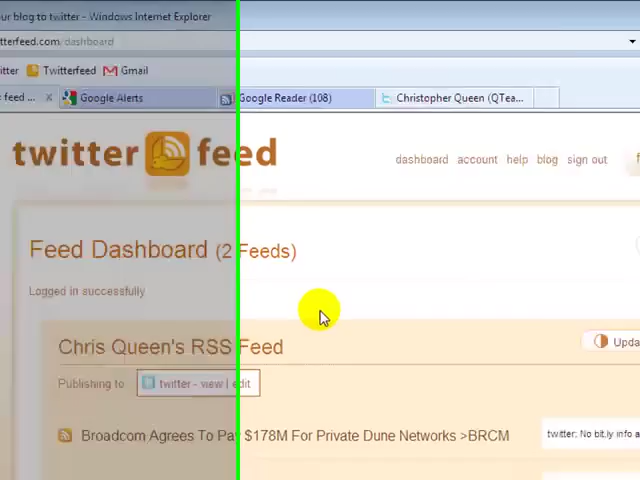 ur blog to twitter - Windows Internet Explorer
tterfeed.com/dashboard
itter Twitterfeed Gmail
feed ... x Google Alerts Google Reader (108) Christopher Queen (QTea...
twitter feed
dashboard account help blog sign out
Feed Dashboard (2 Feeds)
Logged in successfully
Chris Queen's RSS Feed
Upda
Publishing to twitter - view | edit
Broadcom Agrees To Pay $178M For Private Dune Networks >BRCM
twitter; No bit.ly info a